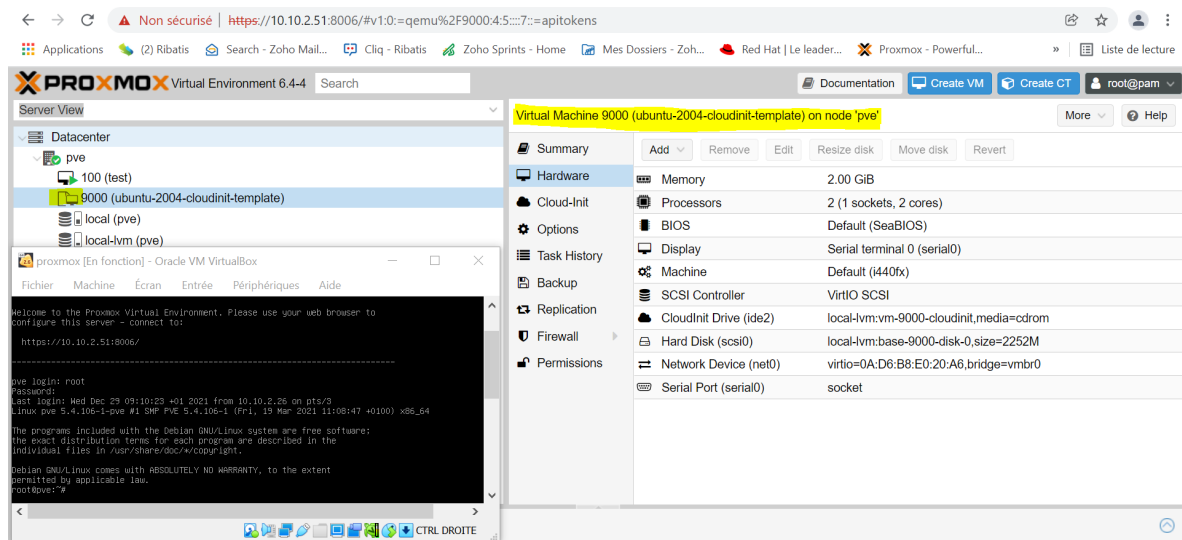 Non sécurisé | https://10.10.2.51:8006/#v1:0:=qemu%2F9000:4:5::::7::=apitokens
Applications (2) Ribatis Search - Zoho Mail... Cliq - Ribatis Zoho Sprints - Home Mes Dossiers - Zoh... Red Hat | Le leader... Proxmox - Powerful... » Liste de lecture
PROXMOX Virtual Environment 6.4-4 Search Documentation Create VM Create CT root@pam
Server View
Datacenter
pve
100 (test)
9000 (ubuntu-2004-cloudinit-template)
local (pve)
local-lvm (pve)
Virtual Machine 9000 (ubuntu-2004-cloudinit-template) on node 'pve' More Help
Summary
Hardware
Cloud-Init
Options
Task History
Backup
Replication
Firewall
Permissions
Add Remove Edit Resize disk Move disk Revert
Memory 2.00 GiB
Processors 2 (1 sockets, 2 cores)
BIOS Default (SeaBIOS)
Display Serial terminal 0 (serial0)
Machine Default (i440fx)
SCSI Controller VirtIO SCSI
CloudInit Drive (ide2) local-lvm:vm-9000-cloudinit,media=cdrom
Hard Disk (scsi0) local-lvm:base-9000-disk-0,size=2252M
Network Device (net0) virtio=0A:D6:B8:E0:20:A6,bridge=vmbr0
Serial Port (serial0) socket
proxmox [En fonction] - Oracle VM VirtualBox
Fichier Machine Écran Entrée Périphériques Aide
Welcome to the Proxmox Virtual Environment. Please use your web browser to
configure this server - connect to:
https://10.10.2.51:8006/
------------------------------------------------------------------------------
pve login: root
Password:
Last login: Wed Dec 29 09:10:23 +01 2021 from 10.10.2.26 on pts/3
Linux pve 5.4.106-1-pve #1 SMP PVE 5.4.106-1 (Fri, 19 Mar 2021 11:08:47 +0100) x86_64
The programs included with the Debian GNU/Linux system are free software;
the exact distribution terms for each program are described in the
individual files in /usr/share/doc/*/copyright.
Debian GNU/Linux comes with ABSOLUTELY NO WARRANTY, to the extent
permitted by applicable law.
root@pve:~#
CTRL DROITE